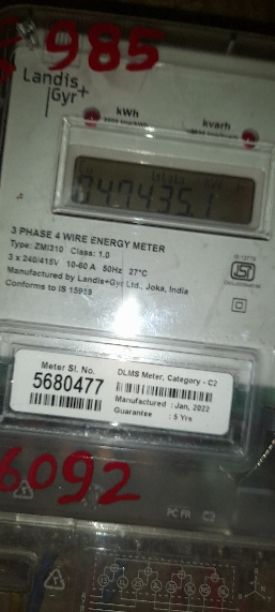 985
Landis+
Gyr
kWh
kvarh
047435.1
3 PHASE 4 WIRE ENERGY METER
Type: ZMI310 Class: 1.0
3 x 240/415V 10-60 A 50Hz 27°C
Manufactured by Landis+Gyr Ltd., Joka, India
Conforms to IS
Meter Sl. No.
5680477
DLMS Meter, Category - C2
Manufactured : Jan, 2022
Guarantee : 5 Yrs
6092